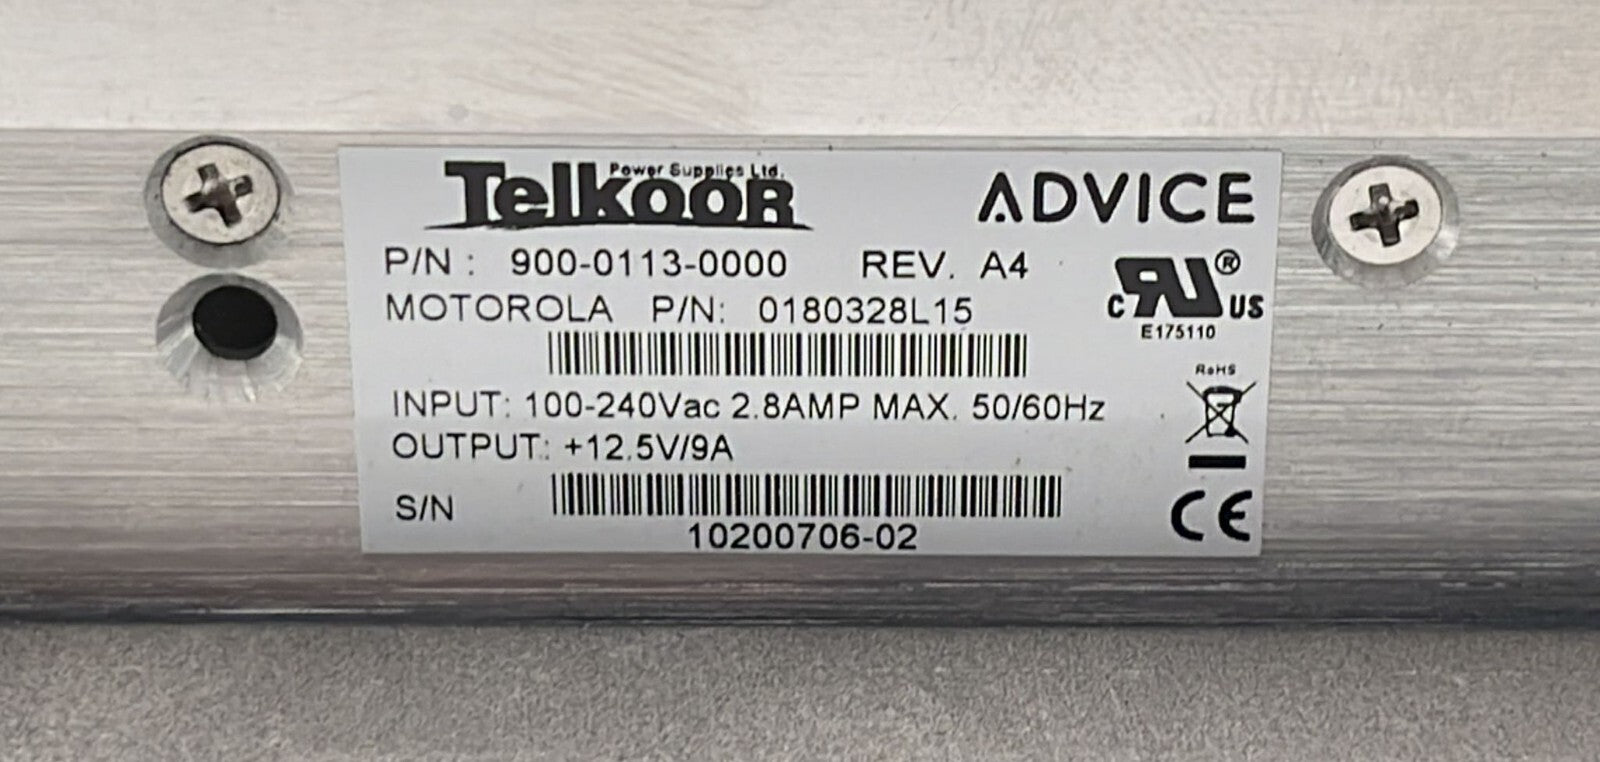 Telkoor Power Supplies Ltd.
ADVICE
P/N : 900-0113-0000 REV. A4
MOTOROLA P/N: 0180328L15
C RU ® US
E175110
INPUT: 100-240Vac 2.8AMP MAX. 50/60Hz
OUTPUT: +12.5V/9A
RoHS
S/N
10200706-02
CE